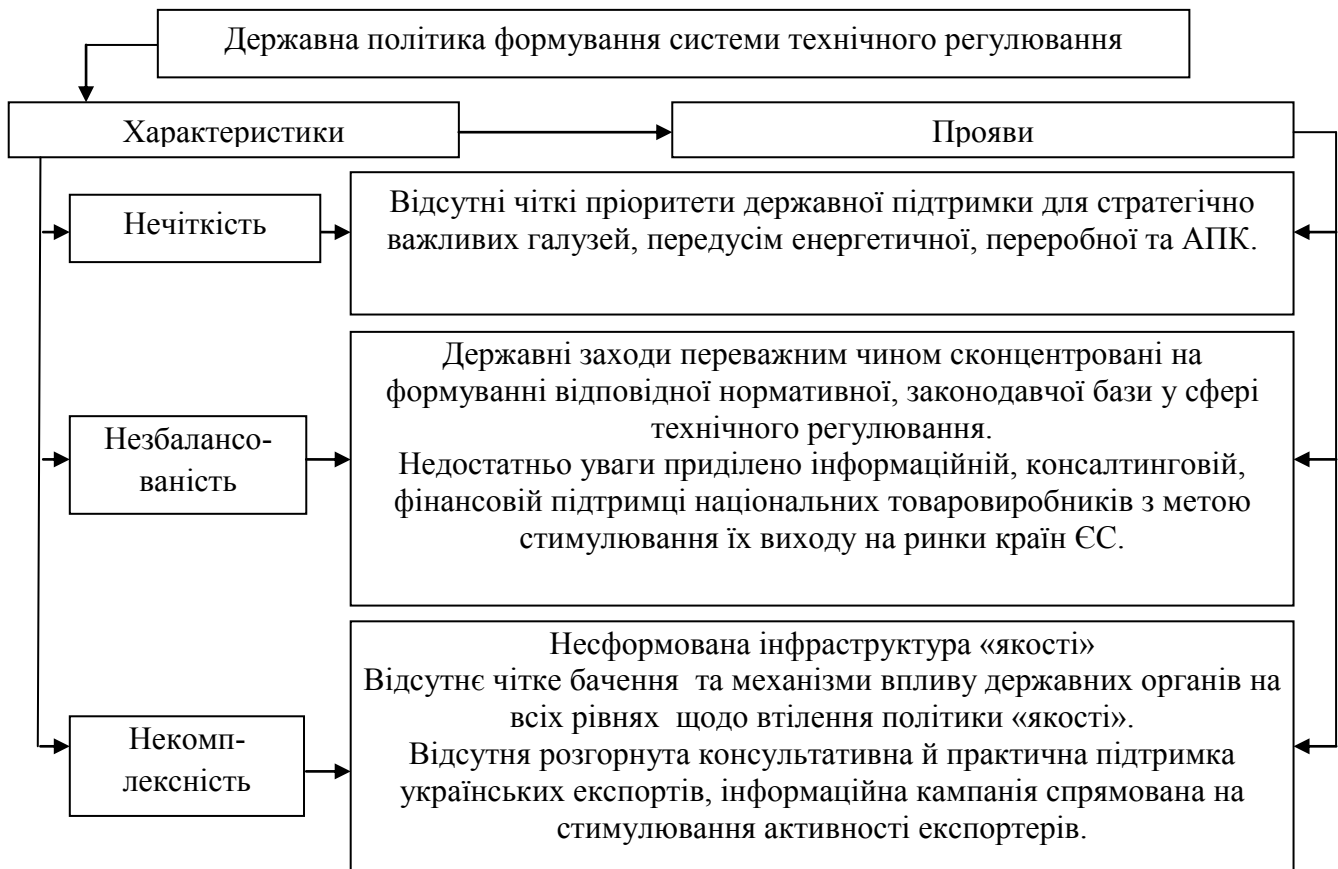 Державна політика формування системи технічного регулювання
Характеристики
Прояви
Нечіткість
Відсутні чіткі пріоритети державної підтримки для стратегічно
важливих галузей, передусім енергетичної, переробної та АПК.
Незбалансо-
ваність
Державні заходи переважним чином сконцентровані на
формуванні відповідної нормативної, законодавчої бази у сфері
технічного регулювання.
Недостатньо уваги приділено інформаційній, консалтинговій,
фінансовій підтримці національних товаровиробників з метою
стимулювання їх виходу на ринки країн ЄС.
Некомп-
лексність
Несформована інфраструктура «якості»
Відсутнє чітке бачення  та механізми впливу державних органів на
всіх рівнях  щодо втілення політики «якості».
Відсутня розгорнута консультативна й практична підтримка
українських експортів, інформаційна кампанія спрямована на
стимулювання активності експортерів.